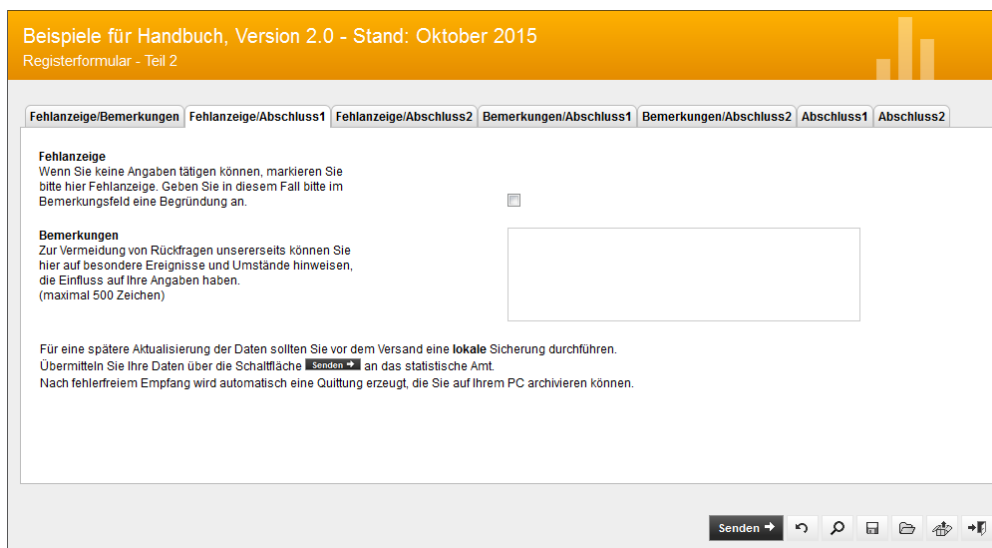 Beispiele für Handbuch, Version 2.0 - Stand: Oktober 2015
Registerformular - Teil 2
Fehlanzeige/Bemerkungen Fehlanzeige/Abschluss1 Fehlanzeige/Abschluss2 Bemerkungen/Abschluss1 Bemerkungen/Abschluss2 Abschluss1 Abschluss2
Fehlanzeige
Wenn Sie keine Angaben tätigen können, markieren Sie
bitte hier Fehlanzeige. Geben Sie in diesem Fall bitte im
Bemerkungsfeld eine Begründung an.
Bemerkungen
Zur Vermeidung von Rückfragen unsererseits können Sie
hier auf besondere Ereignisse und Umstände hinweisen,
die Einfluss auf Ihre Angaben haben.
(maximal 500 Zeichen)
Für eine spätere Aktualisierung der Daten sollten Sie vor dem Versand eine lokale Sicherung durchführen.
Übermitteln Sie Ihre Daten über die Schaltfläche Senden an das statistische Amt.
Nach fehlerfreiem Empfang wird automatisch eine Quittung erzeugt, die Sie auf Ihrem PC archivieren können.
Senden